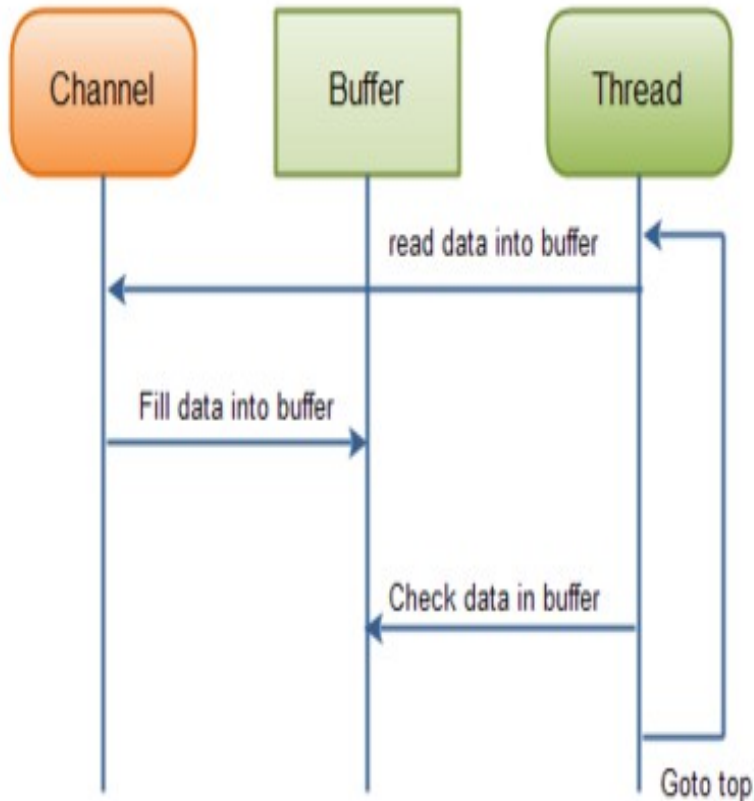 Channel
Buffer
Thread
read data into buffer
Fill data into buffer
Check data in buffer
Goto top